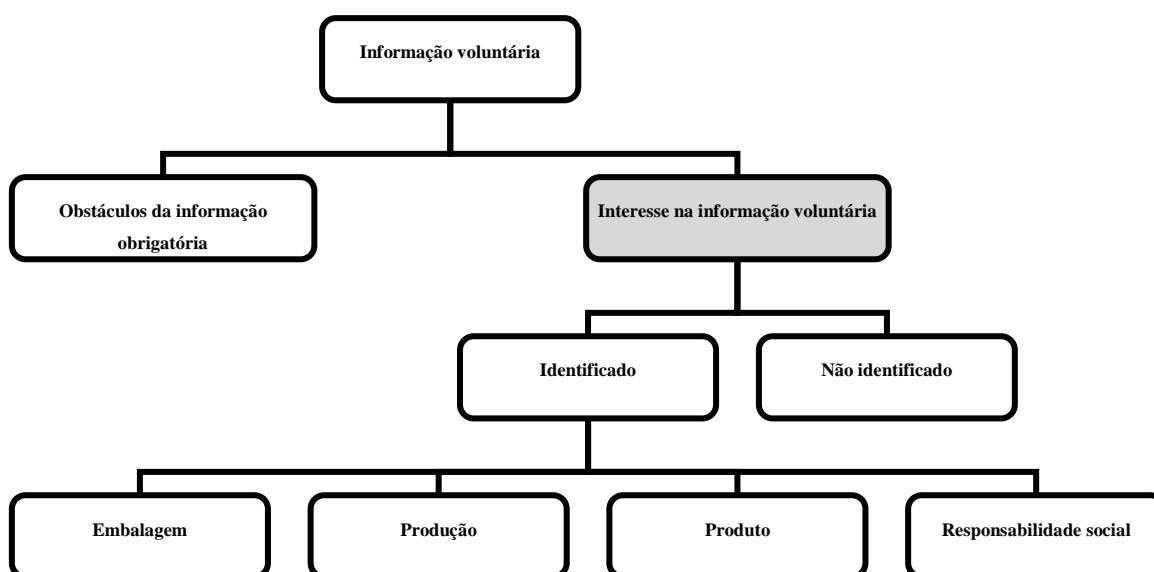 Informação voluntária
Obstáculos da informação
obrigatória
Interesse na informação voluntária
Identificado
Não identificado
Embalagem
Produção
Produto
Responsabilidade social